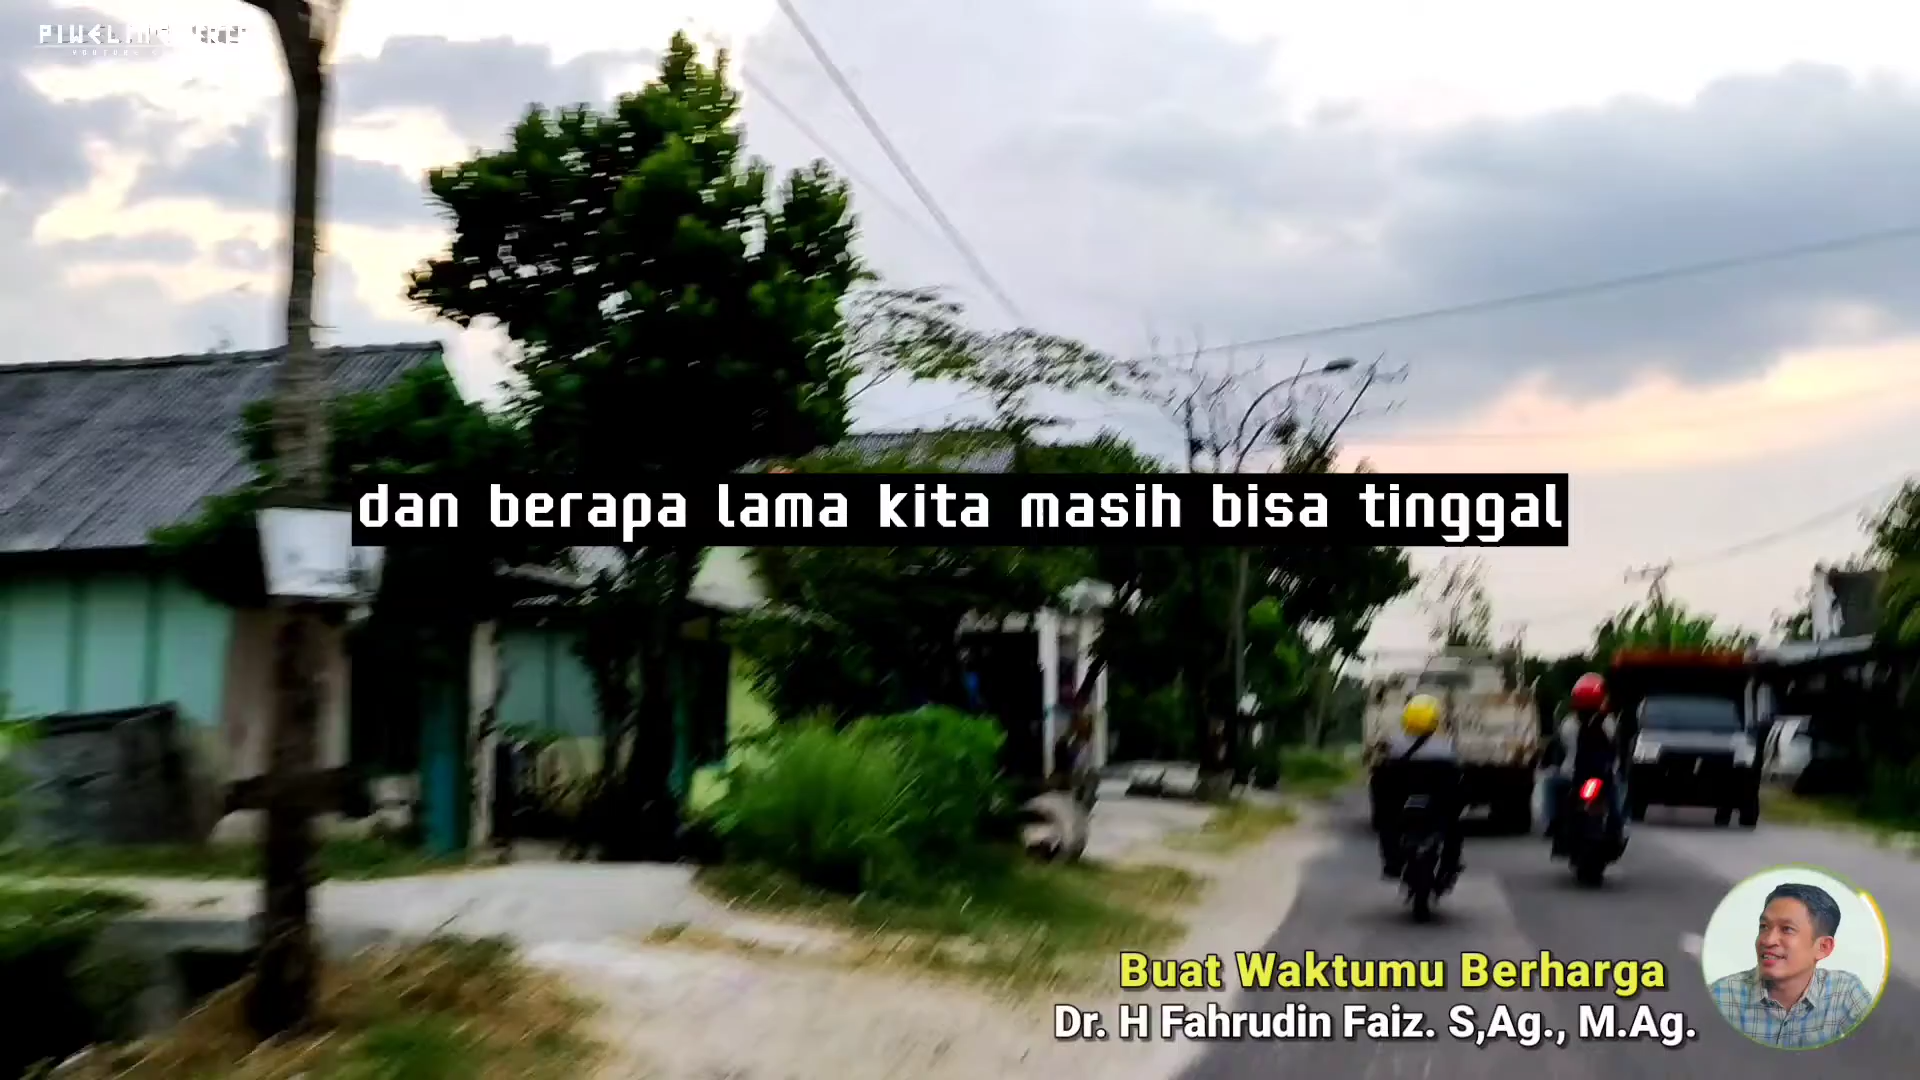 dan berapa lama kita masih bisa tinggal
Buat Waktumu Berharga
Dr. H Fahrudin Faiz. S,Ag., M.Ag.